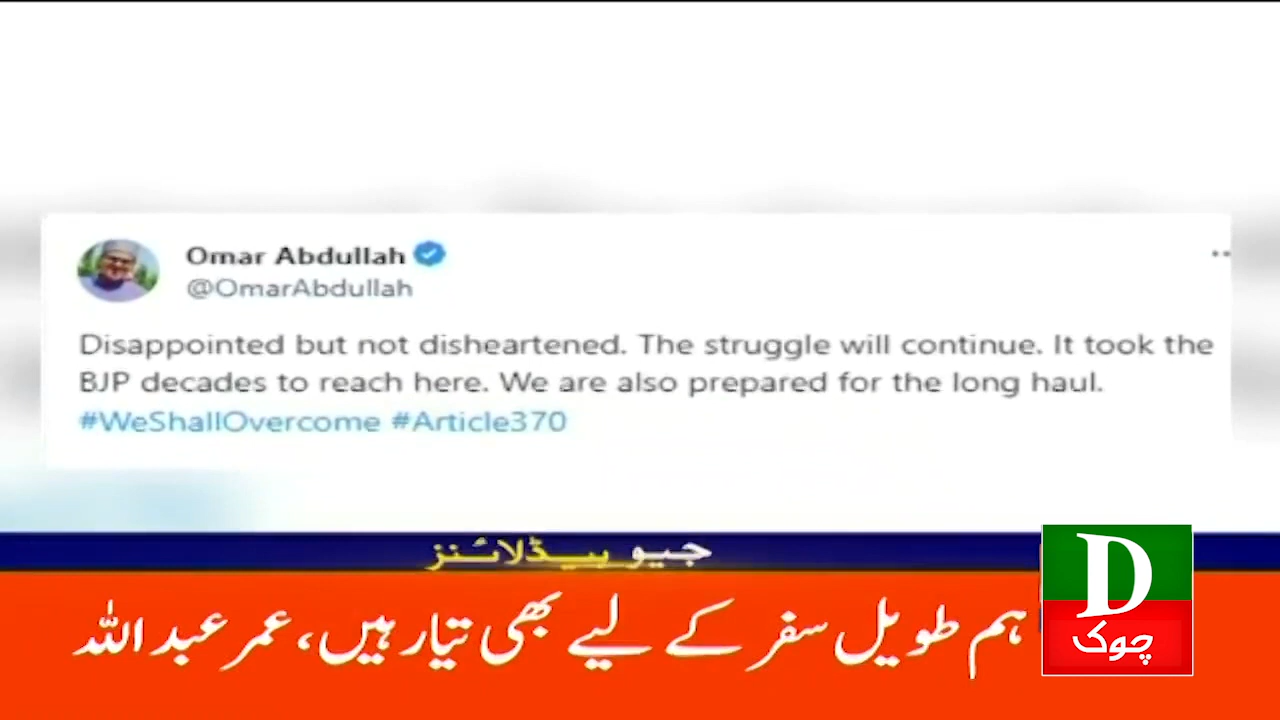 Omar Abdullah
@OmarAbdullah
Disappointed but not disheartened. The struggle will continue. It took the
BJP decades to reach here. We are also prepared for the long haul.
#WeShallOvercome #Article370
جیو ہیڈلائنز
D
چوک
ہم طویل سفر کے لیے بھی تیار ہیں، عمر عبداللہ